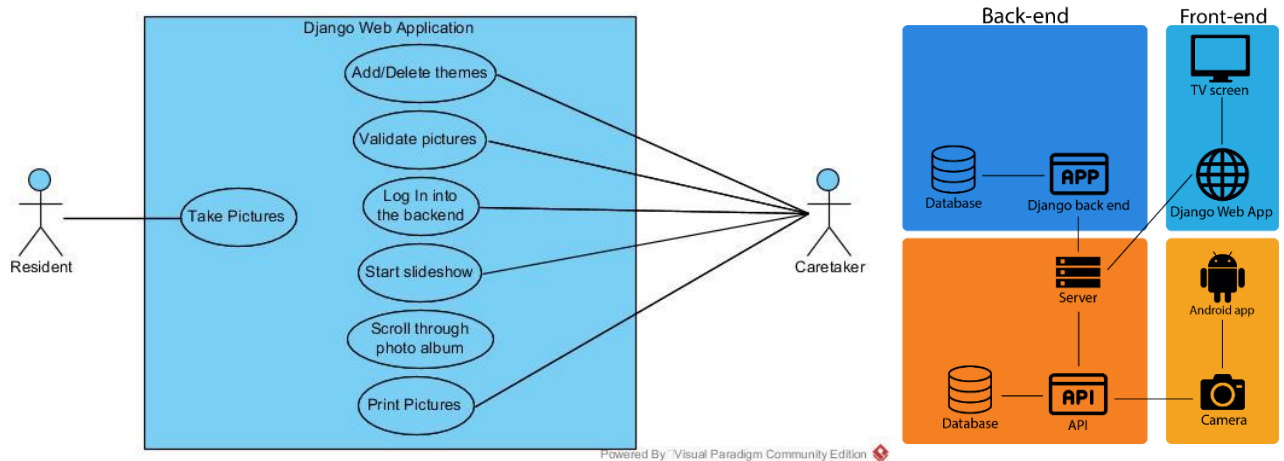 Django Web Application
Add/Delete themes
Validate pictures
Log In into
the backend
Take Pictures
Start slideshow
Scroll through
photo album
Print Pictures
Resident
Caretaker
Powered By Visual Paradigm Community Edition
Back-end
Front-end
TV screen
Database
APP
Django back end
Django Web App
Server
Android app
Database
API
API
Camera